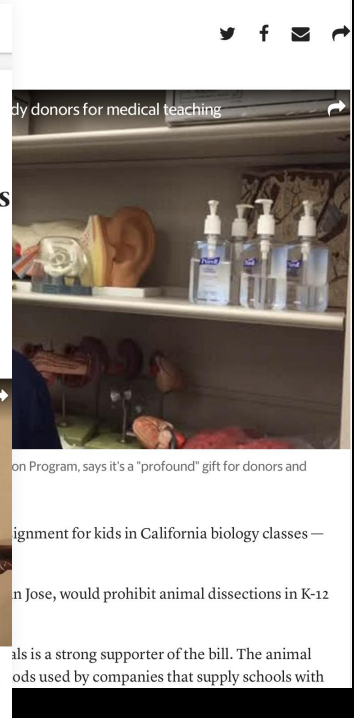 dy donors for medical teaching
s
Purell
on Program, says it's a "profound" gift for donors and
ignment for kids in California biology classes —
n Jose, would prohibit animal dissections in K-12
als is a strong supporter of the bill. The animal
ods used by companies that supply schools with